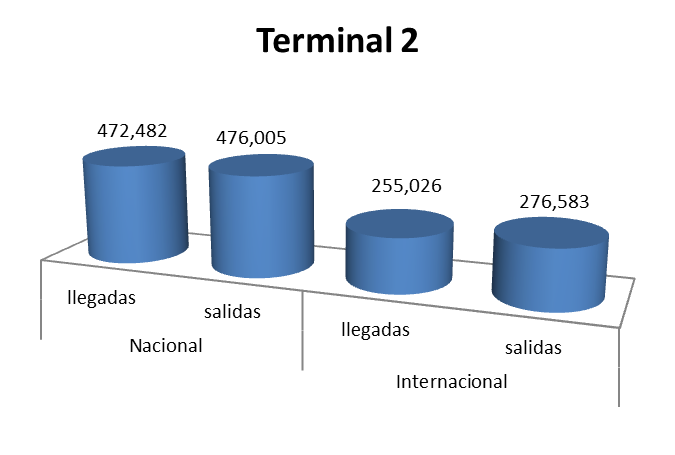 Terminal 2
472,482
476,005
255,026
276,583
llegadas
salidas
llegadas
salidas
Nacional
Internacional